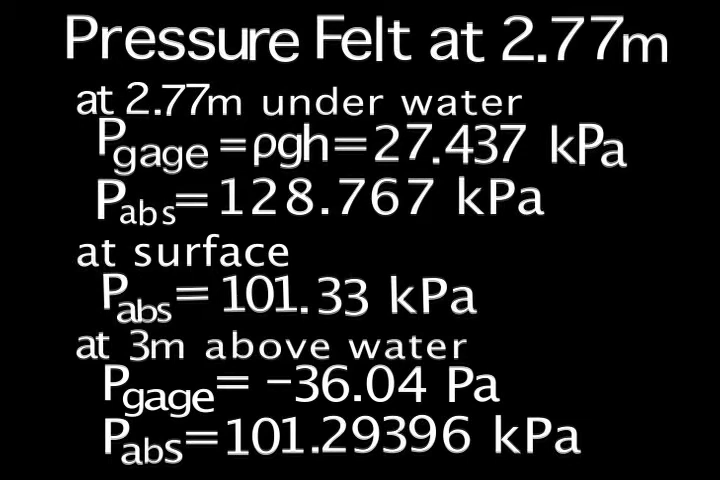 Pressure Felt at 2.77m
at 2.77m under water
Pgage=ρgh=27.437 kPa
Pabs=128.767 kPa
at surface
Pabs=101.33 kPa
at 3m above water
Pgage= −36.04 Pa
Pabs=101.29396 kPa